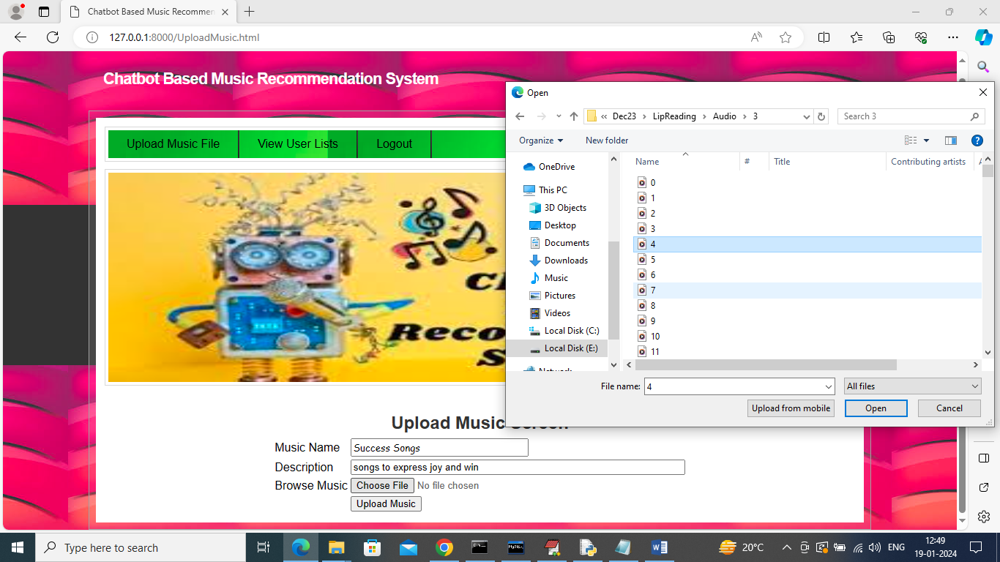 Chatbot Based Music Recommen
127.0.0.1:8000/UploadMusic.html
Chatbot Based Music Recommendation System
Upload Music File
View User Lists
Logout
Reco
Upload Music Screen
Music Name
Success Songs
Description
songs to express joy and win
Browse Music
Choose File
No file chosen
Upload Music
Open
« Dec23 > LipReading > Audio > 3
Search 3
Organize
New folder
OneDrive
This PC
3D Objects
Desktop
Documents
Downloads
Music
Pictures
Videos
Local Disk (C:)
Local Disk (E:)
Network
Name
#
Title
Contributing artists
0
1
2
3
4
5
6
7
8
9
10
11
File name:
4
All files
Upload from mobile
Open
Cancel
Type here to search
20°C
ENG
12:49
19-01-2024